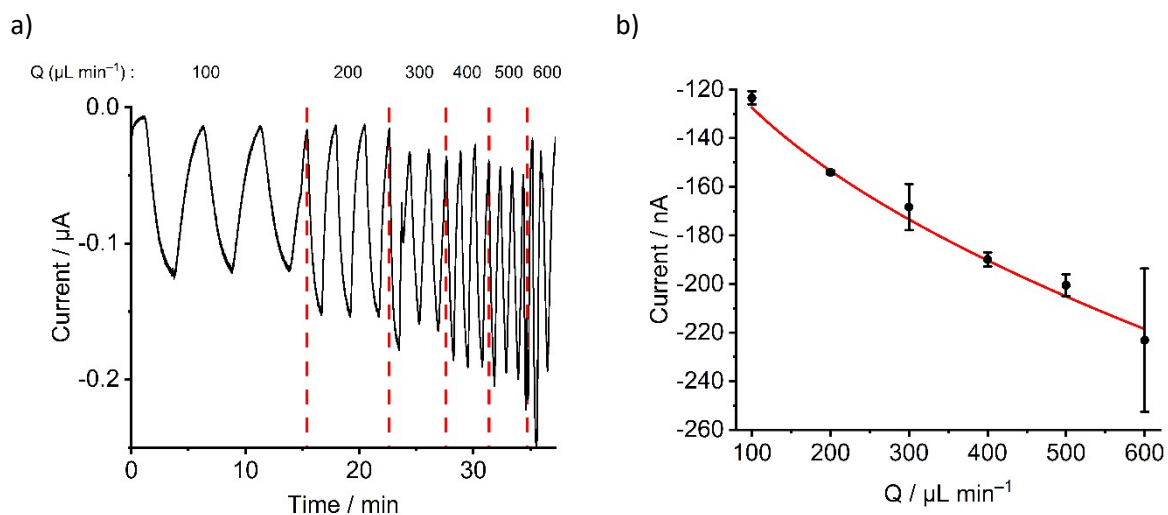 a)
Q (µL min⁻¹) : 100 200 300 400 500 600
0.0
-0.1
-0.2
Current / µA
0 10 20 30
Time / min
b)
-120
-140
-160
-180
-200
-220
-240
-260
Current / nA
100 200 300 400 500 600
Q / µL min⁻¹